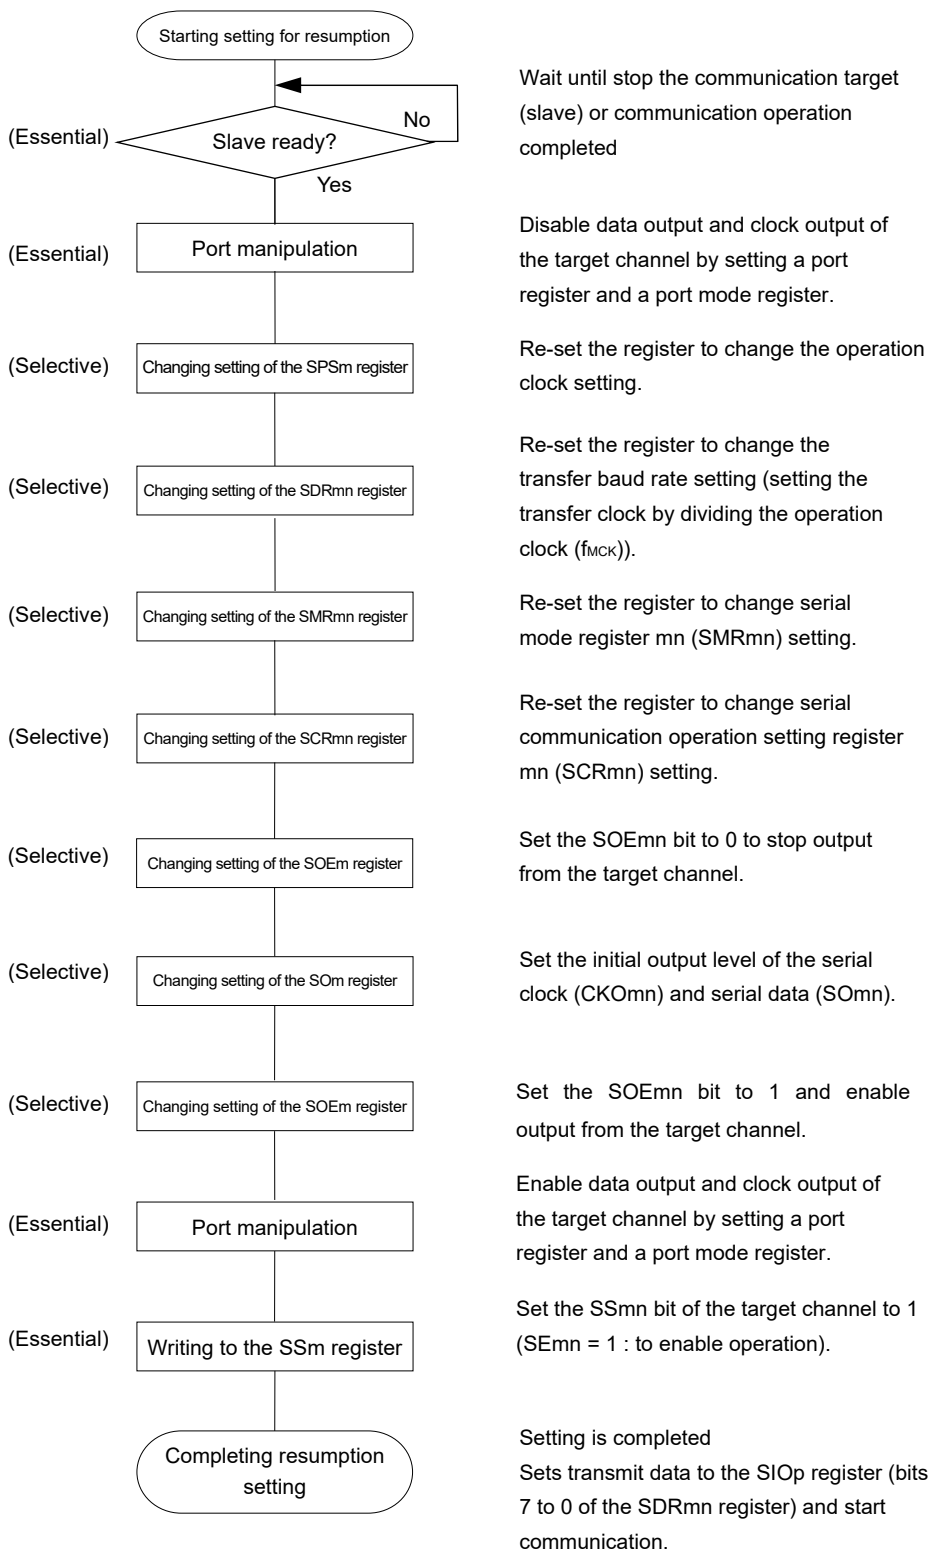 Starting setting for resumption
Wait until stop the communication target
(slave) or communication operation
completed
(Essential)
Slave ready?
No
Yes
(Essential)
Port manipulation
Disable data output and clock output of
the target channel by setting a port
register and a port mode register.
(Selective)
Changing setting of the SPSm register
Re-set the register to change the operation
clock setting.
(Selective)
Changing setting of the SDRmn register
Re-set the register to change the
transfer baud rate setting (setting the
transfer clock by dividing the operation
clock (fMCK)).
(Selective)
Changing setting of the SMRmn register
Re-set the register to change serial
mode register mn (SMRmn) setting.
(Selective)
Changing setting of the SCRmn register
Re-set the register to change serial
communication operation setting register
mn (SCRmn) setting.
(Selective)
Changing setting of the SOEm register
Set the SOEmn bit to 0 to stop output
from the target channel.
(Selective)
Changing setting of the SOm register
Set the initial output level of the serial
clock (CKOmn) and serial data (SOmn).
(Selective)
Changing setting of the SOEm register
Set the SOEmn bit to 1 and enable
output from the target channel.
(Essential)
Port manipulation
Enable data output and clock output of
the target channel by setting a port
register and a port mode register.
(Essential)
Writing to the SSm register
Set the SSmn bit of the target channel to 1
(SEmn = 1 : to enable operation).
Completing resumption
setting
Setting is completed
Sets transmit data to the SIOp register (bits
7 to 0 of the SDRmn register) and start
communication.